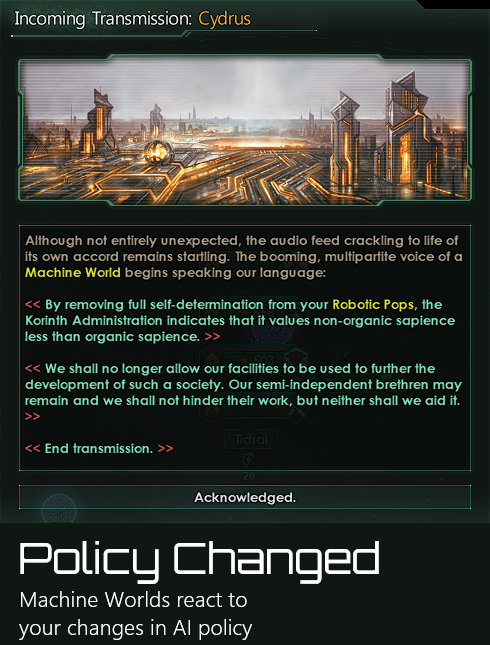 Incoming Transmission: Cydrus
Although not entirely unexpected, the audio feed crackling to life of
its own accord remains startling. The booming, multipartite voice of a
Machine World begins speaking our language:
<< By removing full self-determination from your Robotic Pops, the
Korinth Administration indicates that it values non-organic sapience
less than organic sapience. >>
<< We shall no longer allow our facilities to be used to further the
development of such a society. Our semi-independent brethren may
remain and we shall not hinder their work, but neither shall we aid it.
>>
<< End transmission. >>
Tidral
20
Acknowledged.
Policy Changed
Machine Worlds react to
your changes in AI policy